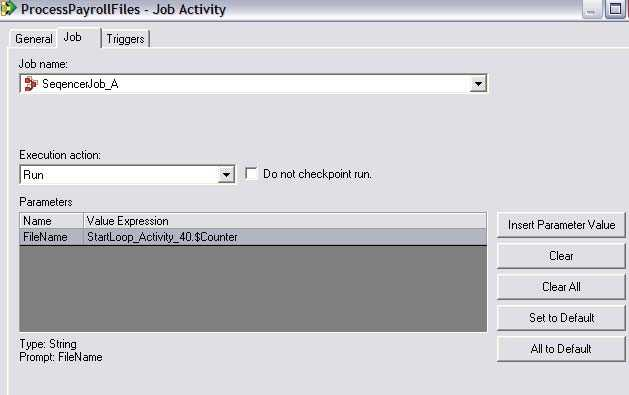 ProcessPayrollFiles - Job Activity
General Job Triggers
Job name:
SeqencerJob_A
Execution action:
Run Do not checkpoint run.
Parameters
Name Value Expression Insert Parameter Value
FileName StartLoop_Activity_40.$Counter
Clear
Clear All
Set to Default
All to Default
Type: String
Prompt: FileName